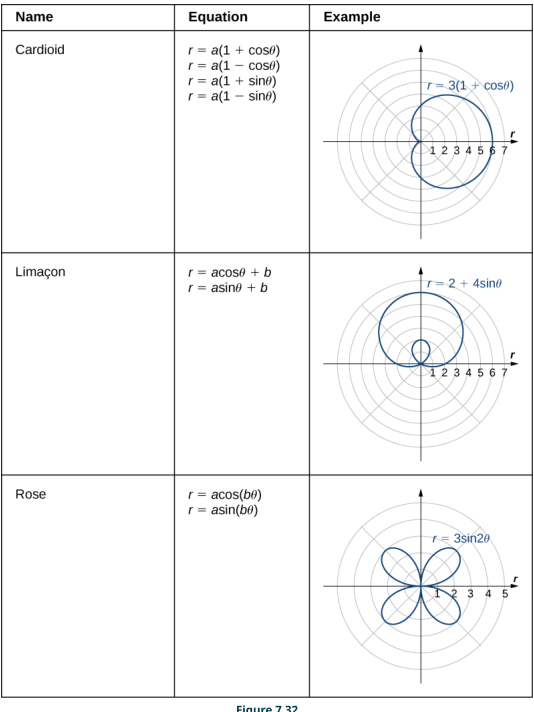 Name Equation Example
Cardioid
r = a(1 + cosθ)
r = a(1 − cosθ)
r = a(1 + sinθ)
r = a(1 − sinθ)
r = 3(1 + cosθ)
r
1 2 3 4 5 6 7
Limaçon
r = acosθ + b
r = asinθ + b
r = 2 + 4sinθ
r
1 2 3 4 5 6 7
Rose
r = acos(bθ)
r = asin(bθ)
r = 3sin2θ
r
1 2 3 4 5
Figure 7.32